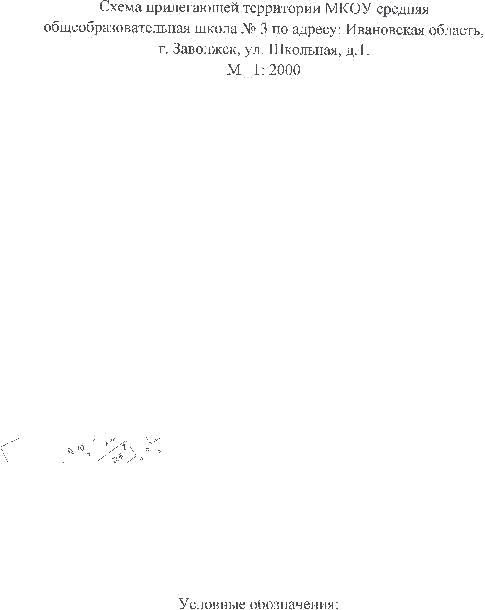 Схема прилегающей территории МКОУ средняя
общеобразовательная школа № 3 по адресу: Ивановская область,
г. Заволжск, ул. Школьная, д.1.
М 1: 2000
Условные обозначения: